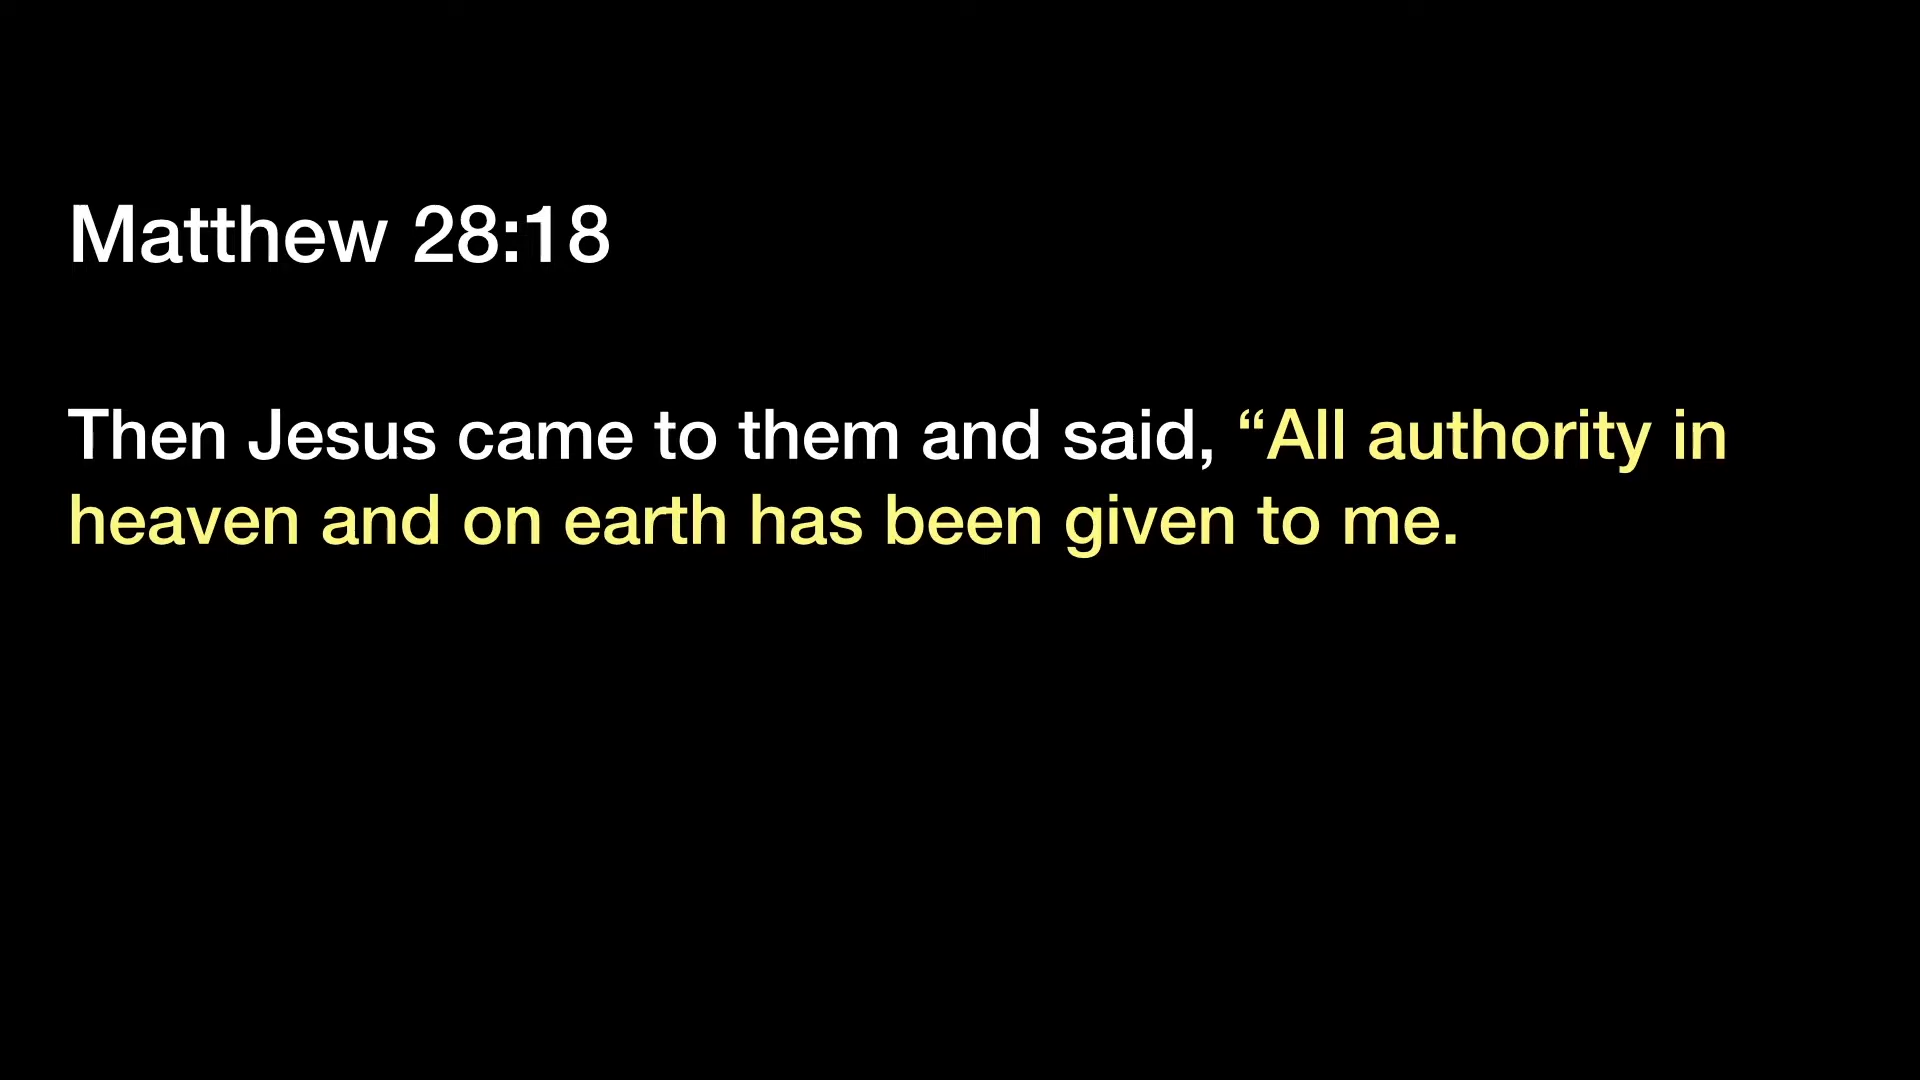 Matthew 28:18
Then Jesus came to them and said, “All authority in
heaven and on earth has been given to me.